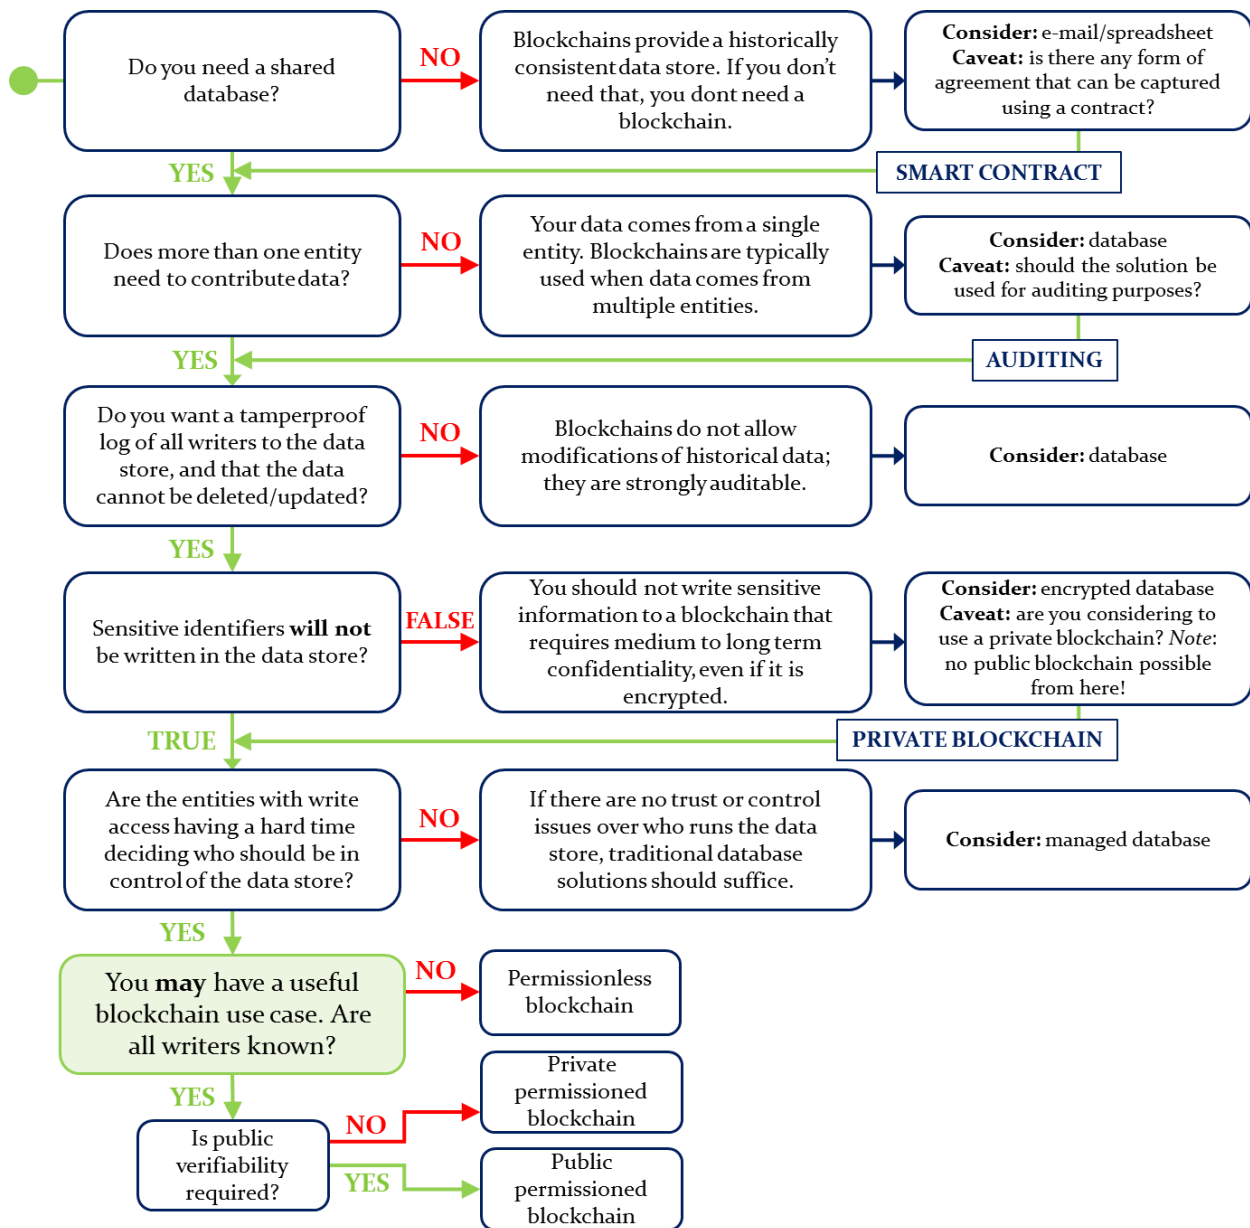 Do you need a shared
database?
NO
Blockchains provide a historically
consistent data store. If you don't
need that, you dont need a
blockchain.
Consider: e-mail/spreadsheet
Caveat: is there any form of
agreement that can be captured
using a contract?
YES
SMART CONTRACT
Does more than one entity
need to contribute data?
NO
Your data comes from a single
entity. Blockchains are typically
used when data comes from
multiple entities.
Consider: database
Caveat: should the solution be
used for auditing purposes?
YES
AUDITING
Do you want a tamperproof
log of all writers to the data
store, and that the data
cannot be deleted/updated?
NO
Blockchains do not allow
modifications of historical data;
they are strongly auditable.
Consider: database
YES
Sensitive identifiers will not
be written in the data store?
FALSE
You should not write sensitive
information to a blockchain that
requires medium to long term
confidentiality, even if it is
encrypted.
Consider: encrypted database
Caveat: are you considering to
use a private blockchain? Note:
no public blockchain possible
from here!
TRUE
PRIVATE BLOCKCHAIN
Are the entities with write
access having a hard time
deciding who should be in
control of the data store?
NO
If there are no trust or control
issues over who runs the data
store, traditional database
solutions should suffice.
Consider: managed database
YES
You may have a useful
blockchain use case. Are
all writers known?
NO
Permissionless
blockchain
YES
Is public
verifiability
required?
NO
Private
permissioned
blockchain
YES
Public
permissioned
blockchain